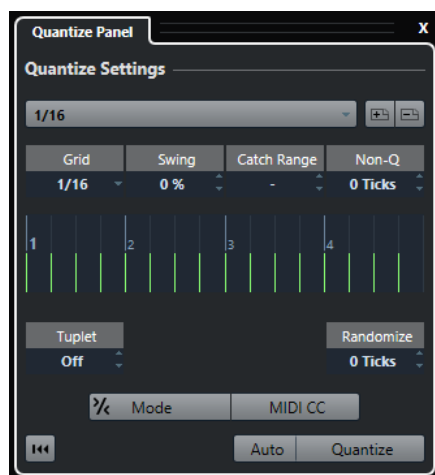 Quantize Panel X
Quantize Settings
1/16
Grid Swing Catch Range Non-Q
1/16 0 % - 0 Ticks
1 2 3 4
Tuplet Randomize
Off 0 Ticks
Mode MIDI CC
Auto Quantize